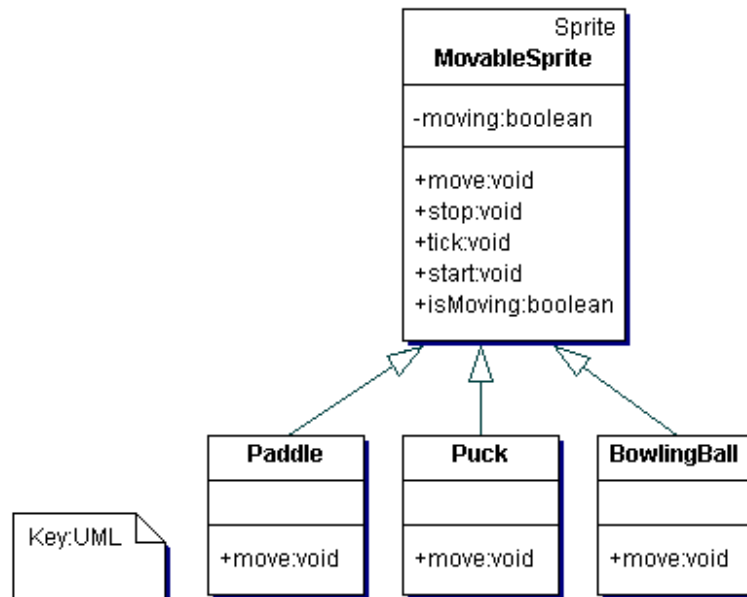 Sprite
MovableSprite
-moving:boolean
+move:void
+stop:void
+tick:void
+start:void
+isMoving:boolean
Paddle
+move:void
Puck
+move:void
BowlingBall
+move:void
Key:UML